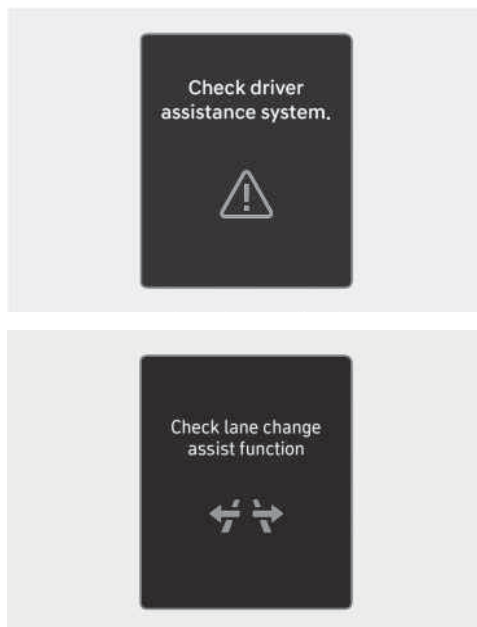 Check driver
assistance system.
Check lane change
assist function